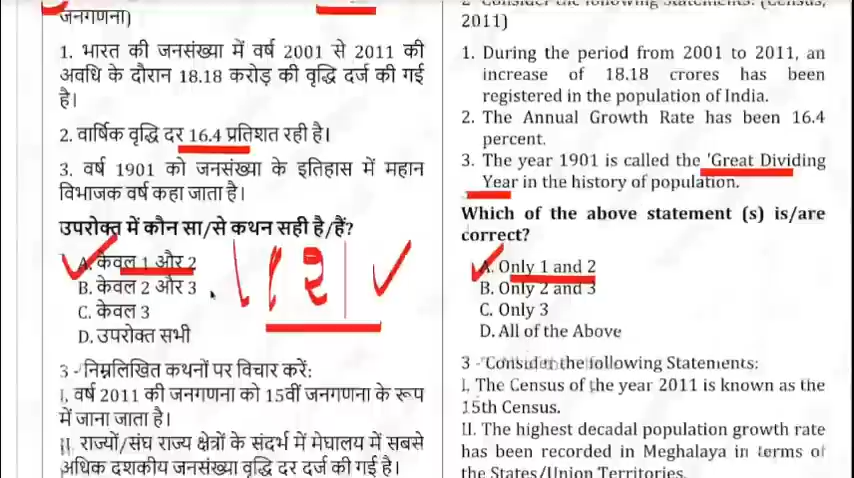 जनगणना)
1. भारत की जनसंख्या में वर्ष 2001 से 2011 की
अवधि के दौरान 18.18 करोड़ की वृद्धि दर्ज की गई
है।
2. वार्षिक वृद्धि दर 16.4 प्रतिशत रही है।
3. वर्ष 1901 को जनसंख्या के इतिहास में महान
विभाजक वर्ष कहा जाता है।
उपरोक्त में कौन सा/से कथन सही है/हैं?
A. केवल 1 और 2
B. केवल 2 और 3
C. केवल 3
D. उपरोक्त सभी
3 - निम्नलिखित कथनों पर विचार करें:
I. वर्ष 2011 की जनगणना को 15वीं जनगणना के रूप
में जाना जाता है।
II. राज्यों/संघ राज्य क्षेत्रों के संदर्भ में मेघालय में सबसे
अधिक दशकीय जनसंख्या वृद्धि दर दर्ज की गई है।
2 Consider the following statements: (Census,
2011)
1. During the period from 2001 to 2011, an
increase of 18.18 crores has been
registered in the population of India.
2. The Annual Growth Rate has been 16.4
percent.
3. The year 1901 is called the 'Great Dividing
Year in the history of population.
Which of the above statement (s) is/are
correct?
A. Only 1 and 2
B. Only 2 and 3
C. Only 3
D. All of the Above
3 - Consider the following Statements:
I. The Census of the year 2011 is known as the
15th Census.
II. The highest decadal population growth rate
has been recorded in Meghalaya in terms of
the States/Union Territories.